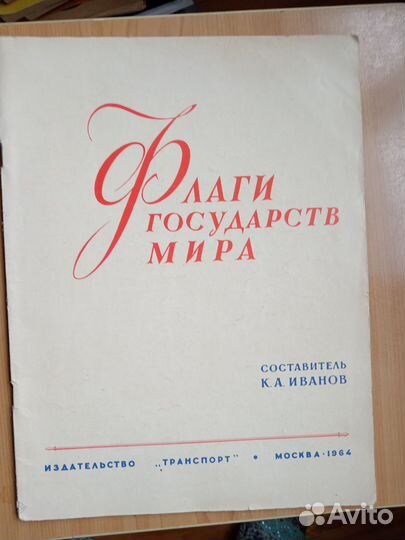 Флаги
государств
мира
составитель
К. А. Иванов
издательство „транспорт“ • Москва · 1964
Avito